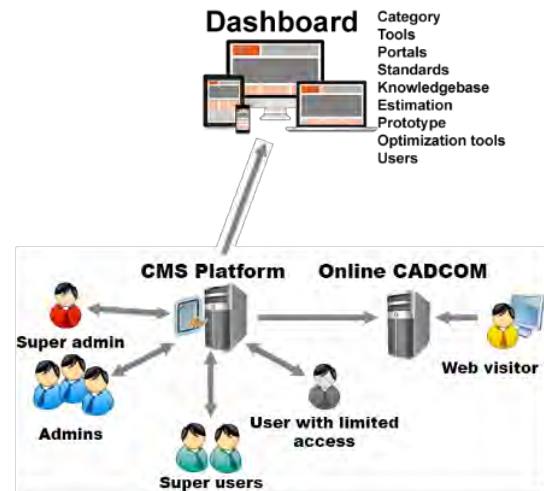 Dashboard
Category
Tools
Portals
Standards
Knowledgebase
Estimation
Prototype
Optimization tools
Users
CMS Platform
Online CADCOM
Super admin
Web visitor
Admins
User with limited
access
Super users